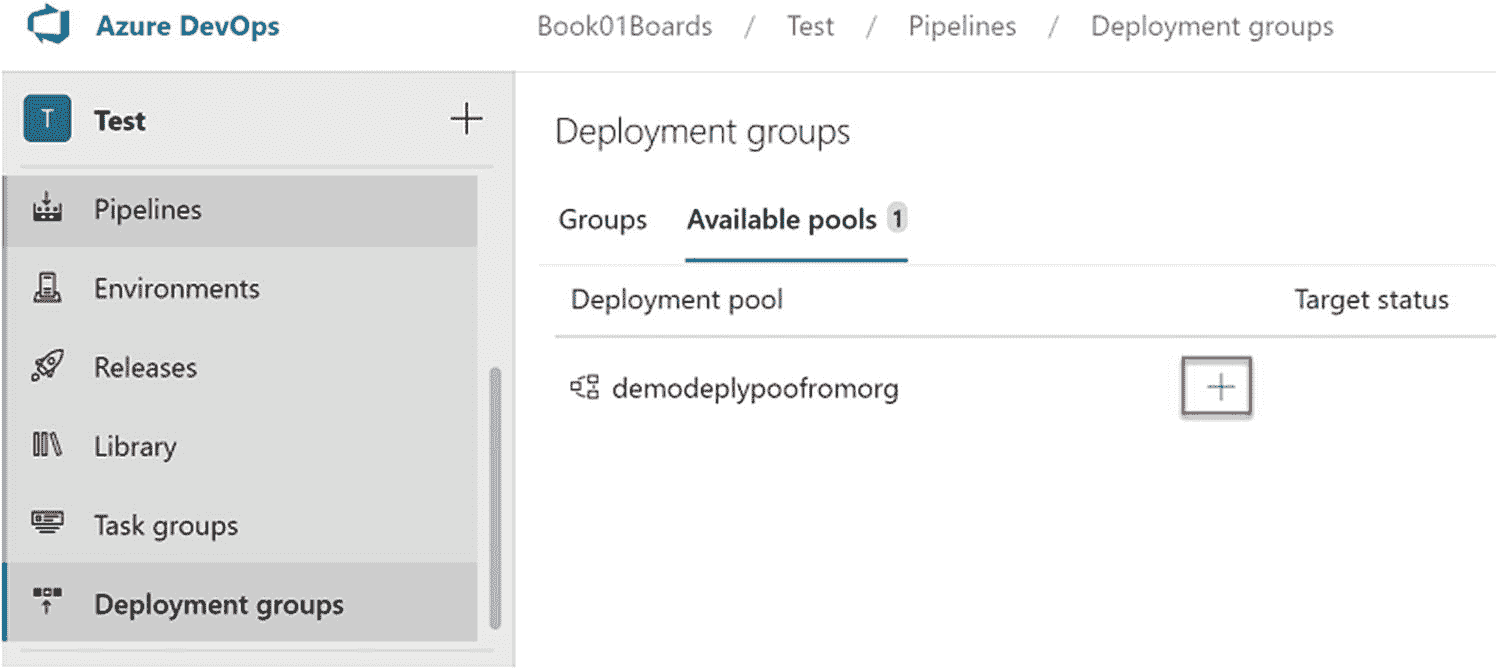 Azure DevOps
Book01Boards / Test / Pipelines / Deployment groups
T Test
Pipelines
Environments
Releases
Library
Task groups
Deployment groups
Deployment groups
Groups Available pools 1
Deployment pool Target status
demodeplypoofromorg